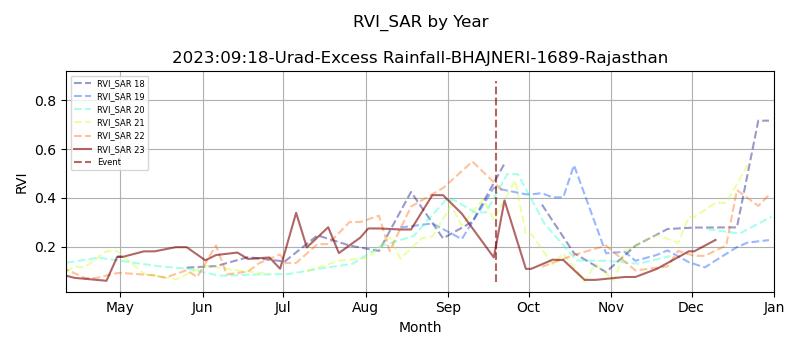 RVI_SAR by Year
2023:09:18-Urad-Excess Rainfall-BHAJNERI-1689-Rajasthan
RVI_SAR 18
RVI_SAR 19
RVI_SAR 20
RVI_SAR 21
RVI_SAR 22
RVI_SAR 23
Event
RVI
0.8
0.6
0.4
0.2
May Jun Jul Aug Sep Oct Nov Dec Jan
Month